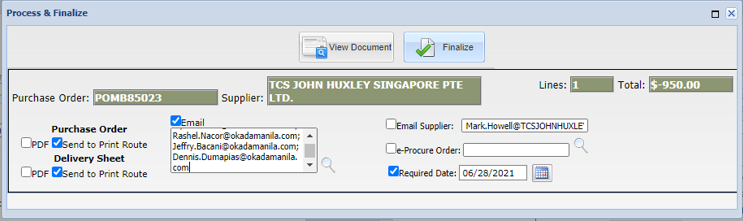 Process & Finalize
View Document
Finalize
Purchase Order: POMB85023 Supplier: TCS JOHN HUXLEY SINGAPORE PTE LTD. Lines: 1 Total: $-950.00
Purchase Order
PDF Send to Print Route
Delivery Sheet
PDF Send to Print Route
Email
Rashel.Nacor@okadamanila.com;
Jeffry.Bacani@okadamanila.com;
Dennis.Dumapias@okadamanila.
com
Email Supplier: Mark.Howell@TCSJOHNHUXLE
e-Procure Order:
Required Date: 06/28/2021